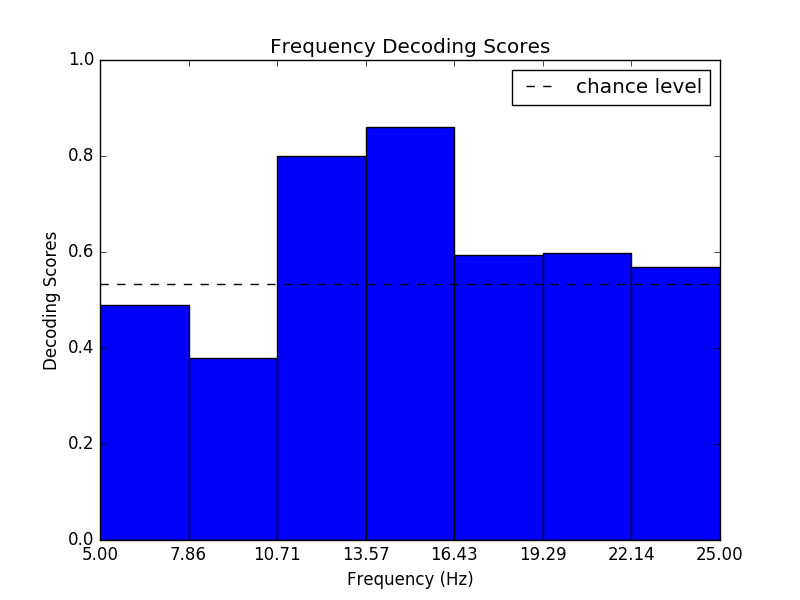 Frequency Decoding Scores
chance level
1.0
0.8
0.6
0.4
0.2
0.0
Decoding Scores
5.00 7.86 10.71 13.57 16.43 19.29 22.14 25.00
Frequency (Hz)